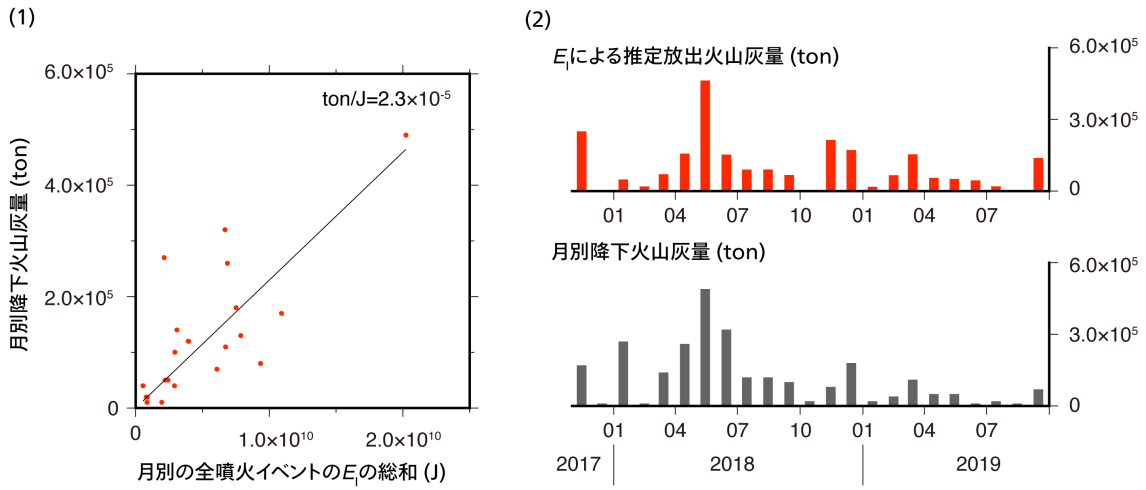 (1)
6.0×10⁵
4.0×10⁵
2.0×10⁵
0
月別降下火山灰量 (ton)
ton/J=2.3×10⁻⁵
0
1.0×10¹⁰
2.0×10¹⁰
月別の全噴火イベントのE_Iの総和 (J)
(2)
E_Iによる推定放出火山灰量 (ton)
6.0×10⁵
3.0×10⁵
0
01 04 07 10 01 04 07
月別降下火山灰量 (ton)
6.0×10⁵
3.0×10⁵
0
01 04 07 10 01 04 07
2017 2018 2019